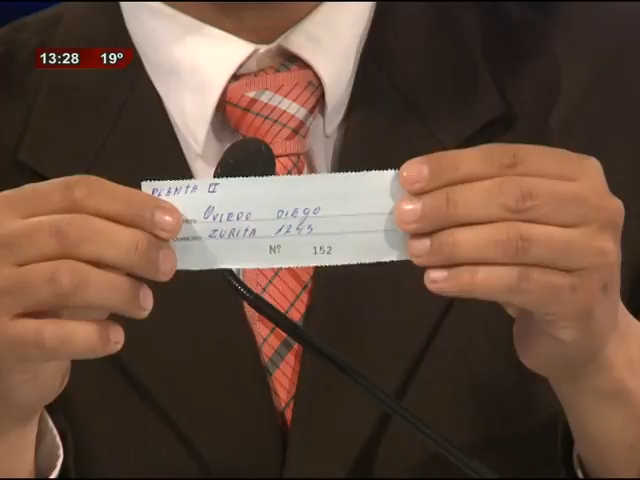 13:28 19º
PLANTA II
OVIEDO DIEGO
ZURITA 1245
Nº 152